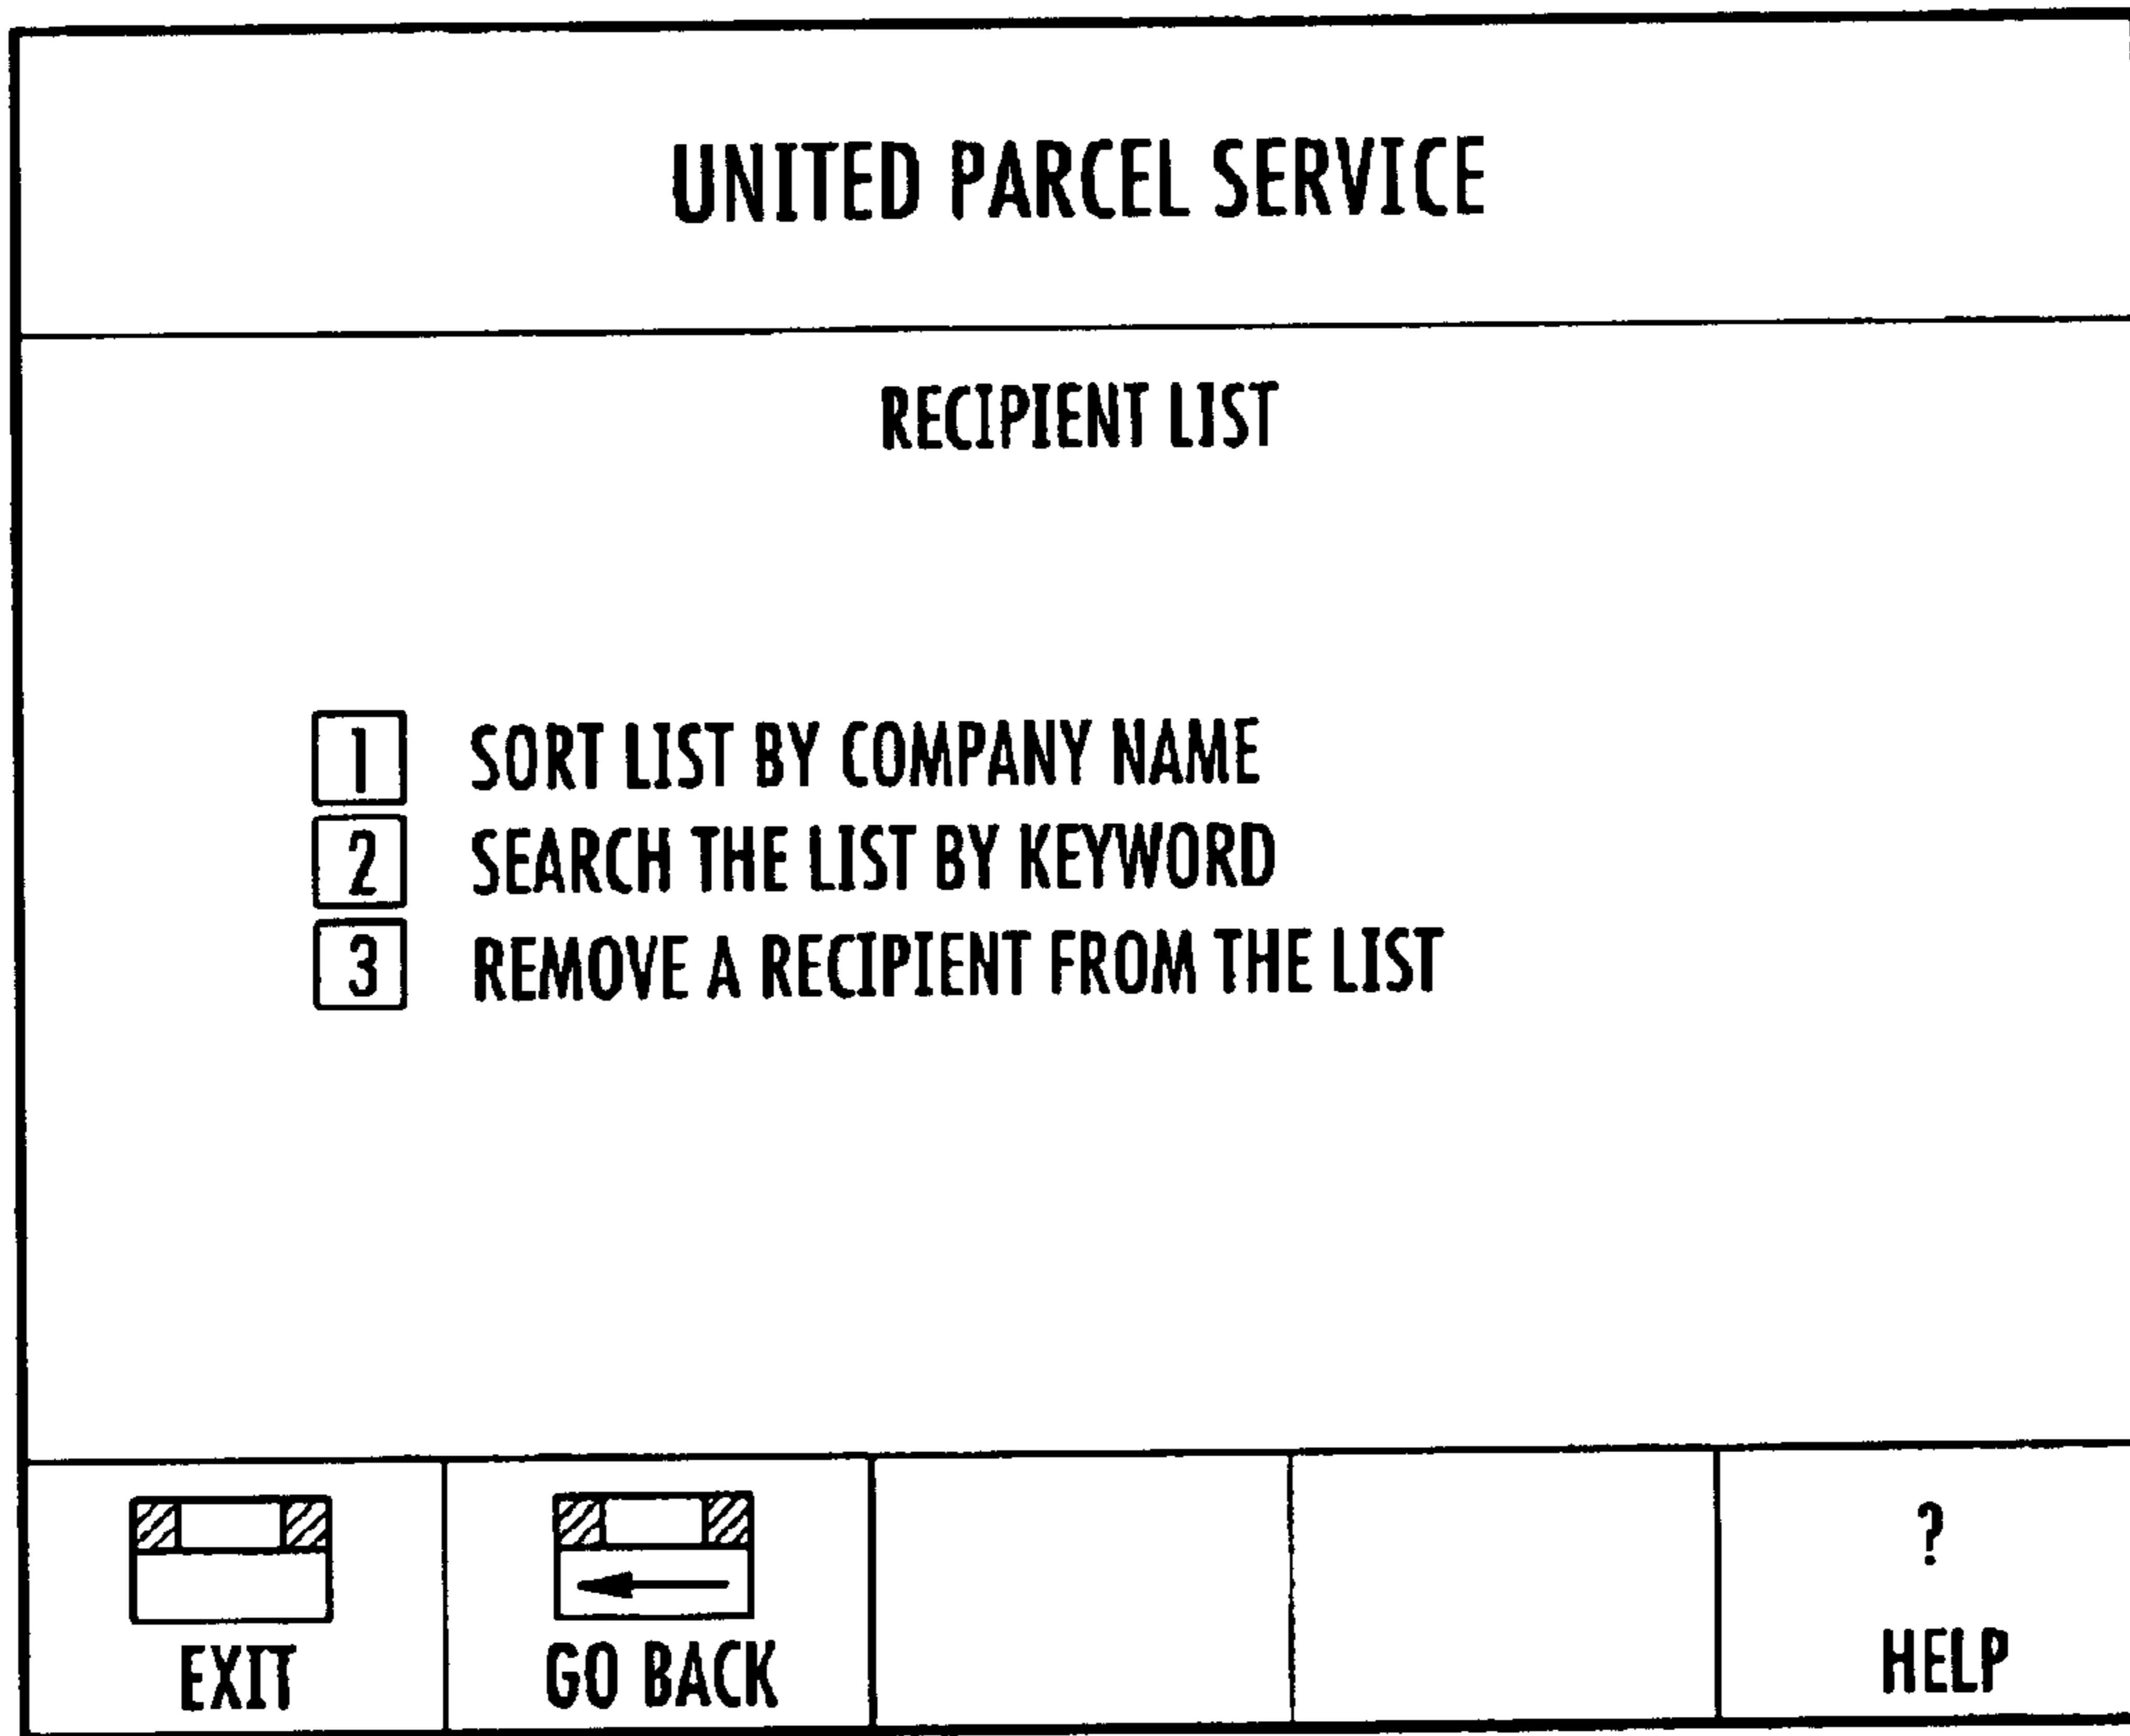 UNITED PARCEL SERVICE
RECIPIENT LIST
1 SORT LIST BY COMPANY NAME
2 SEARCH THE LIST BY KEYWORD
3 REMOVE A RECIPIENT FROM THE LIST
?
EXIT GO BACK HELP